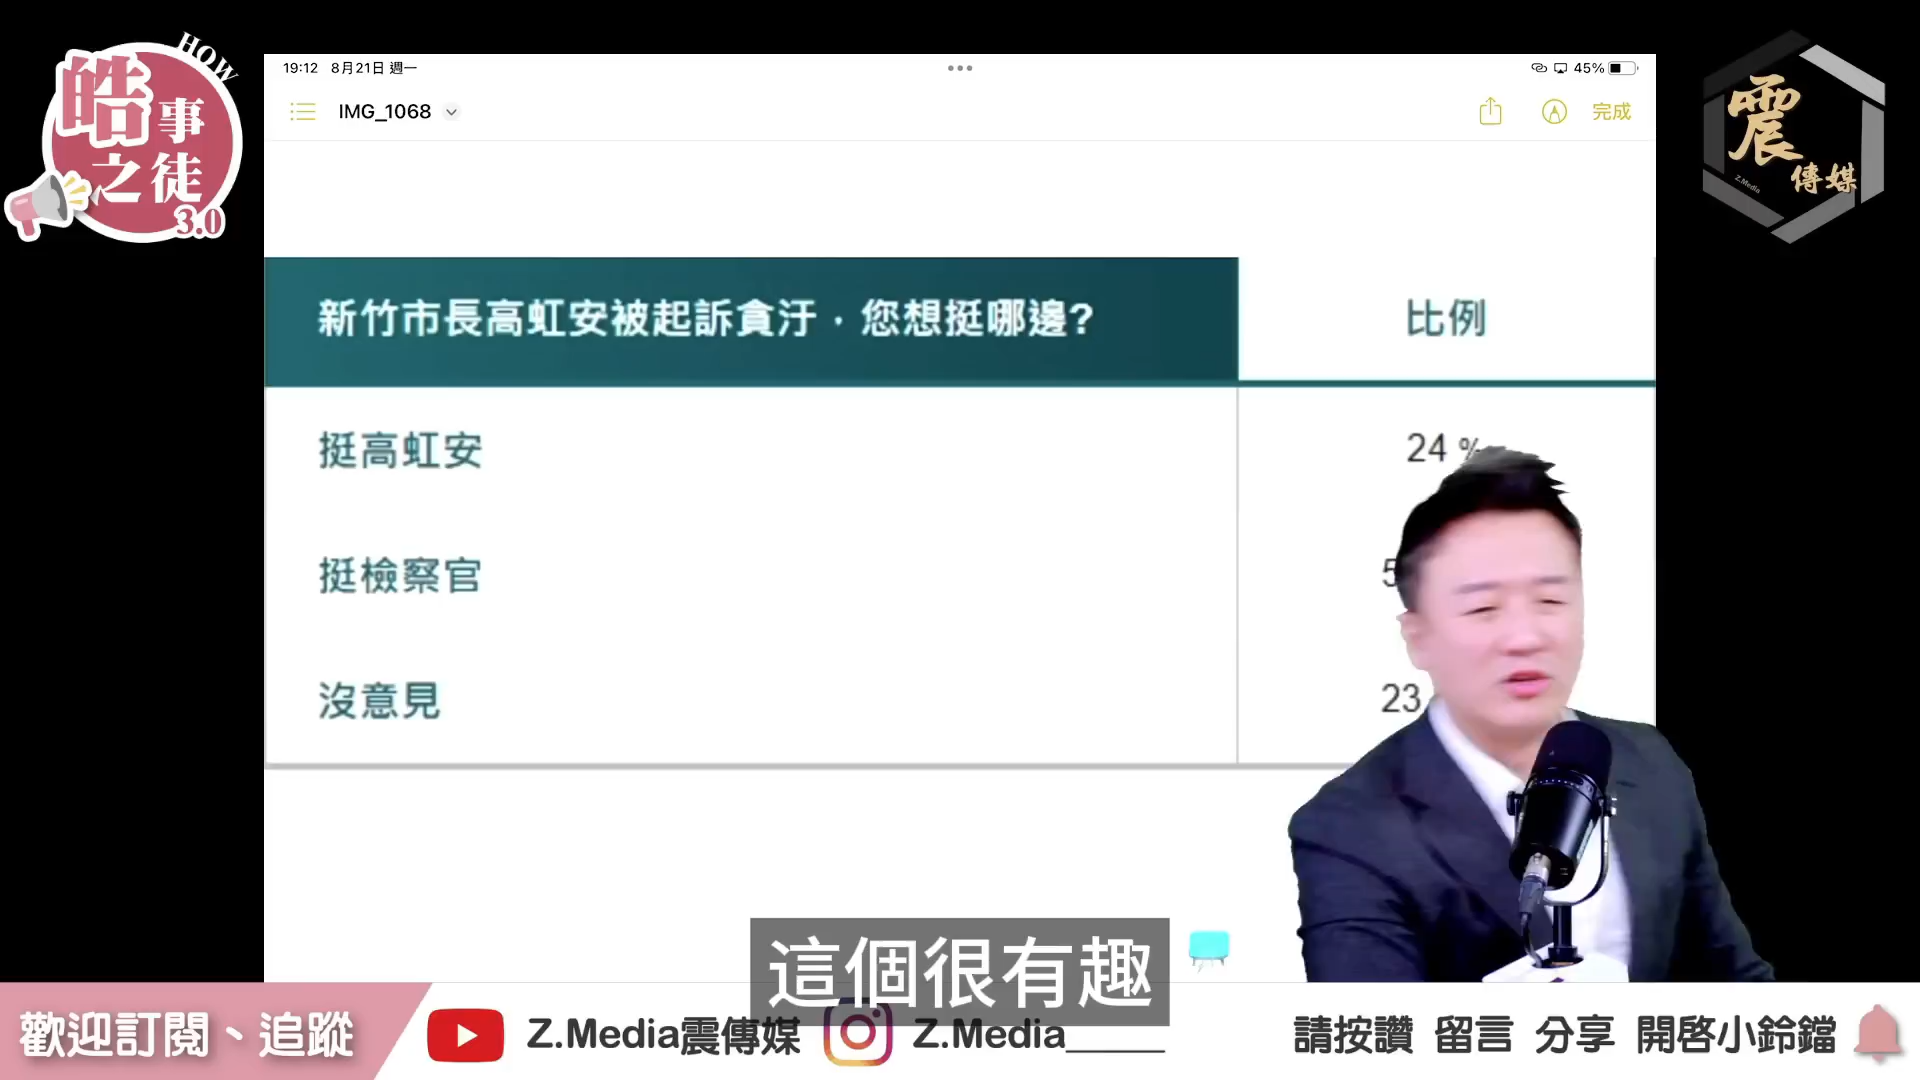 HOW
皓事之徒
3.0
19:12 8月21日 週一
45%
IMG_1068
完成
震傳媒
Z.Media
新竹市長高虹安被起訴貪汙，您想挺哪邊?
比例
挺高虹安
24 %
挺檢察官
5
沒意見
23
這個很有趣
歡迎訂閱、追蹤
Z.Media震傳媒
Z.Media_____
請按讚 留言 分享 開啓小鈴鐺